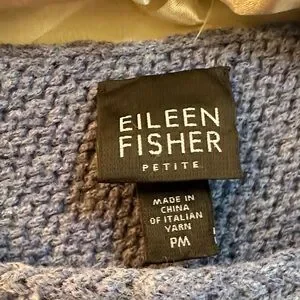 EILEEN
FISHER
PETITE
MADE IN
CHINA
OF ITALIAN
YARN
PM